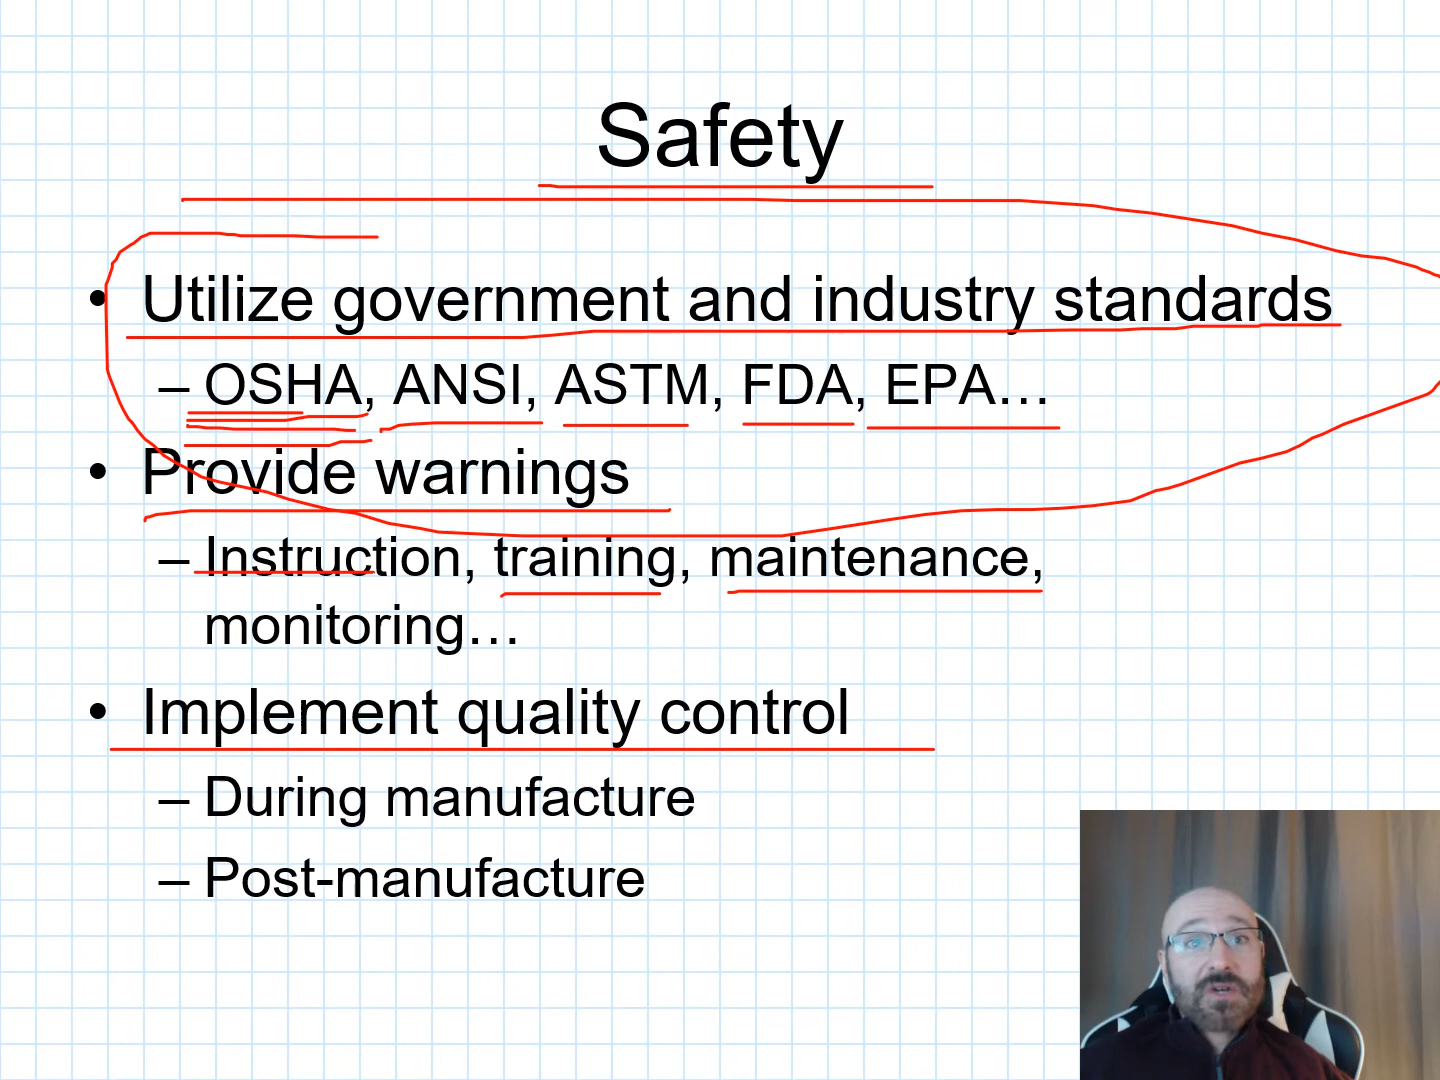 Safety
• Utilize government and industry standards
– OSHA, ANSI, ASTM, FDA, EPA…
• Provide warnings
– Instruction, training, maintenance,
monitoring…
• Implement quality control
– During manufacture
– Post-manufacture